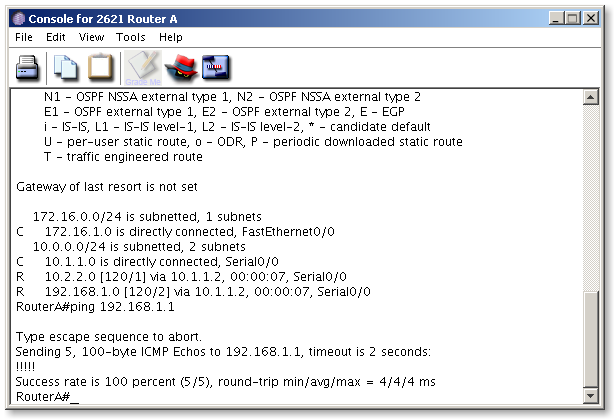 Console for 2621 Router A
File Edit View Tools Help
Grade Me
N1 - OSPF NSSA external type 1, N2 - OSPF NSSA external type 2
E1 - OSPF external type 1, E2 - OSPF external type 2, E - EGP
i - IS-IS, L1 - IS-IS level-1, L2 - IS-IS level-2, * - candidate default
U - per-user static route, o - ODR, P - periodic downloaded static route
T - traffic engineered route
Gateway of last resort is not set
172.16.0.0/24 is subnetted, 1 subnets
C 172.16.1.0 is directly connected, FastEthernet0/0
10.0.0.0/24 is subnetted, 2 subnets
C 10.1.1.0 is directly connected, Serial0/0
R 10.2.2.0 [120/1] via 10.1.1.2, 00:00:07, Serial0/0
R 192.168.1.0 [120/2] via 10.1.1.2, 00:00:07, Serial0/0
RouterA#ping 192.168.1.1
Type escape sequence to abort.
Sending 5, 100-byte ICMP Echos to 192.168.1.1, timeout is 2 seconds:
!!!!!
Success rate is 100 percent (5/5), round-trip min/avg/max = 4/4/4 ms
RouterA#_